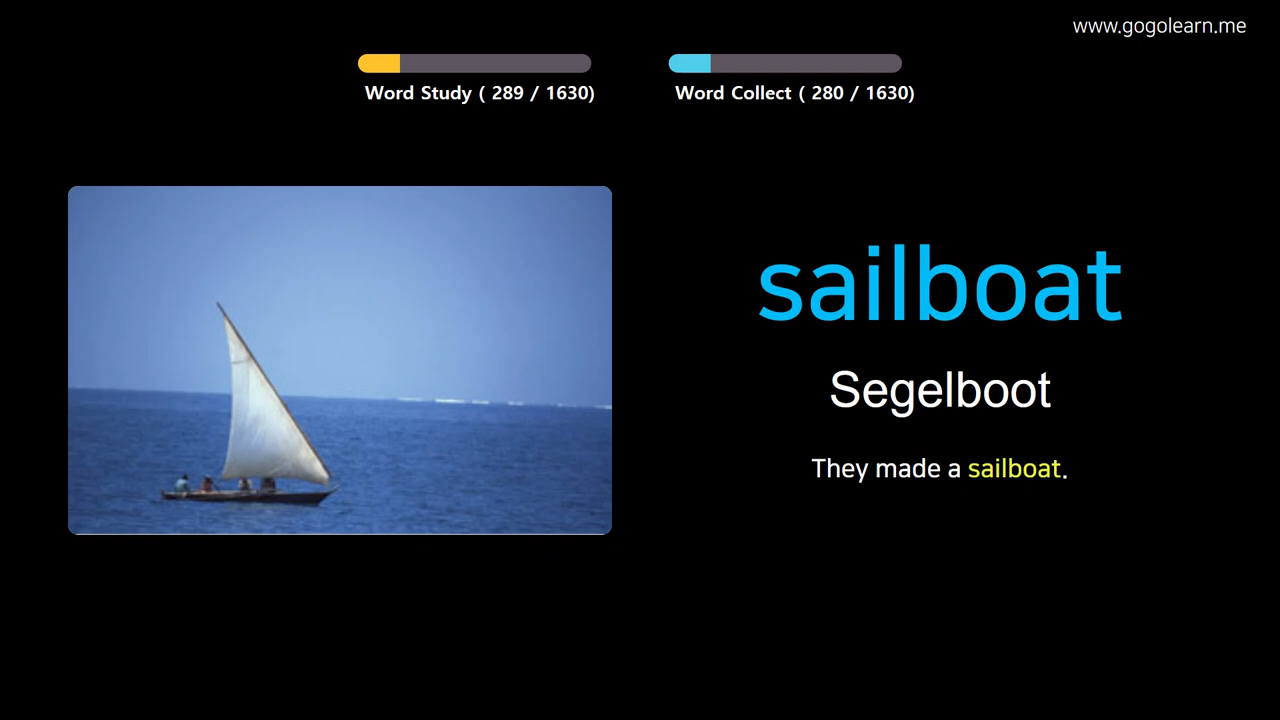 www.gogolearn.me
Word Study ( 289 / 1630)
Word Collect ( 280 / 1630)
sailboat
Segelboot
They made a sailboat.